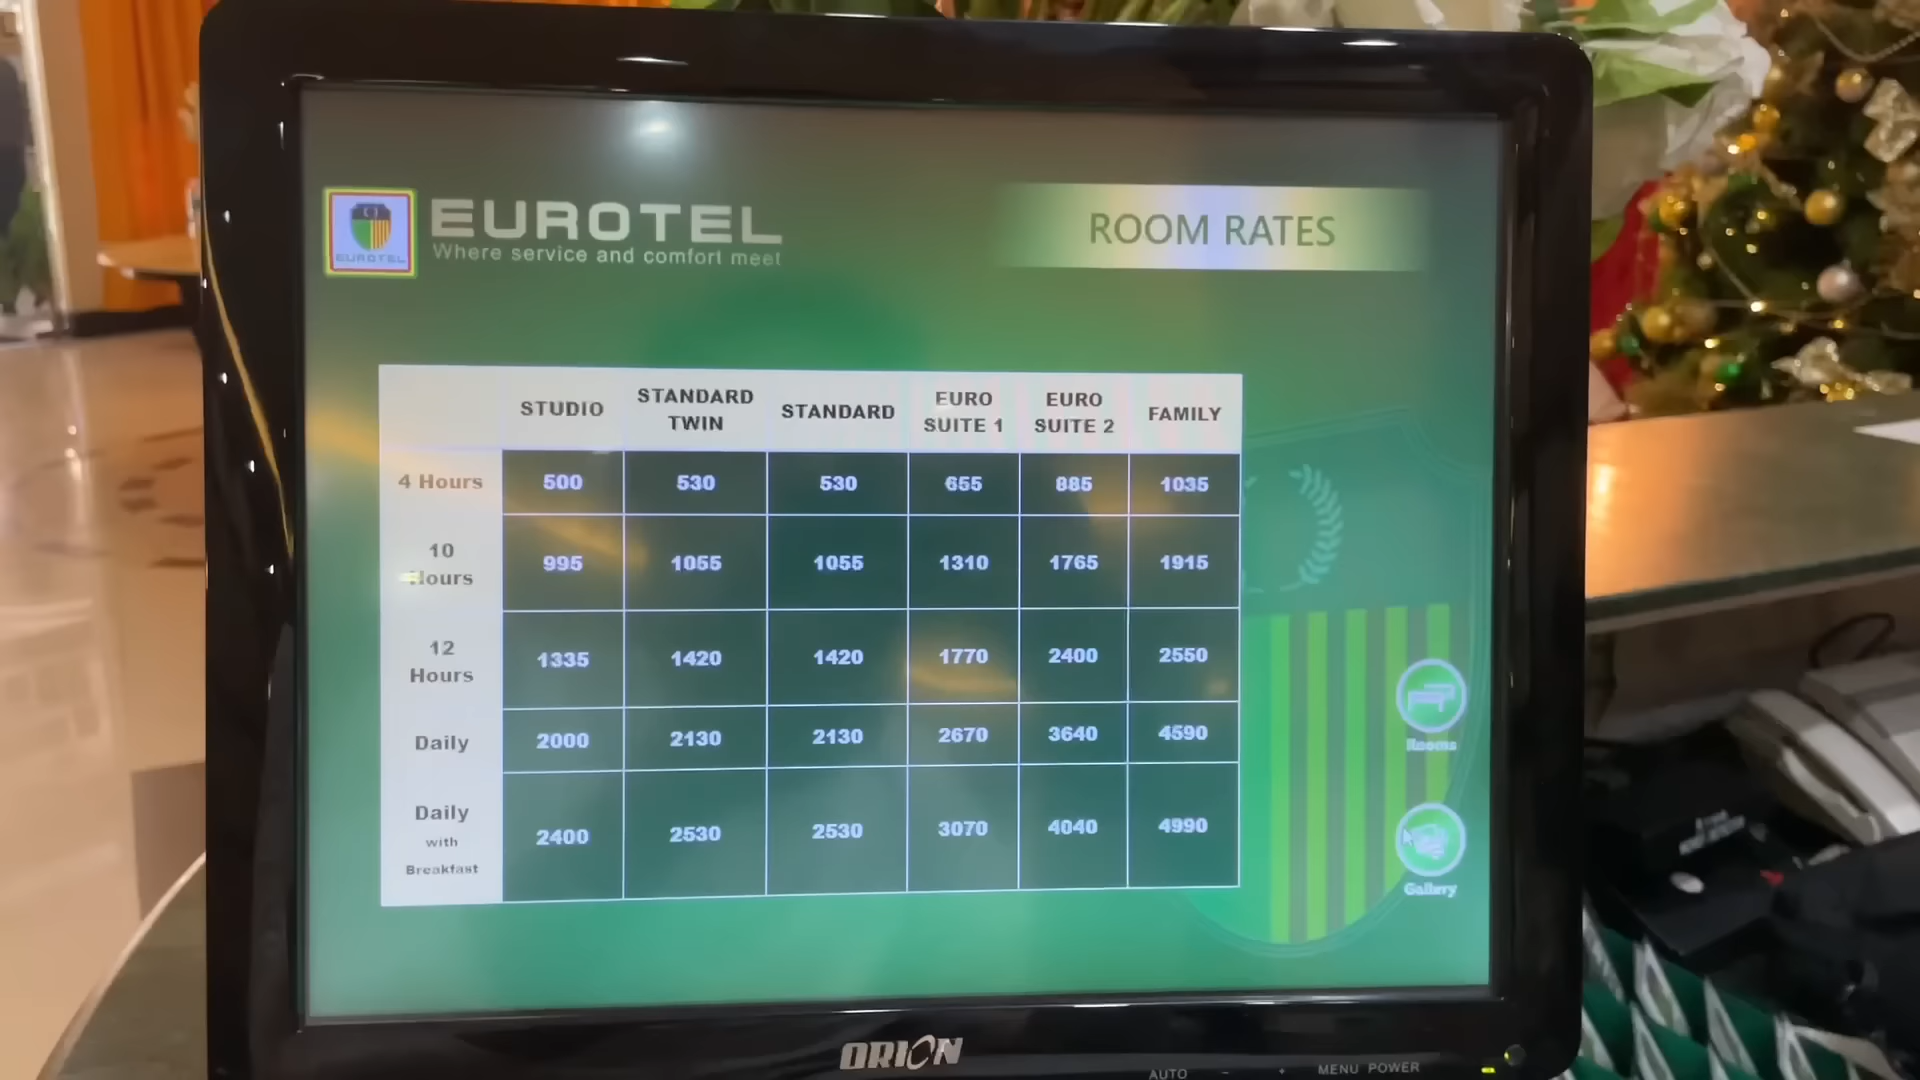 EUROTEL
Where service and comfort meet
EUROTEL
ROOM RATES
STUDIO STANDARD TWIN STANDARD EURO SUITE 1 EURO SUITE 2 FAMILY
4 Hours 500 530 530 655 885 1035
10 Hours 995 1055 1055 1310 1765 1915
12 Hours 1335 1420 1420 1770 2400 2550
Daily 2000 2130 2130 2670 3640 4590
Daily with Breakfast 2400 2530 2530 3070 4040 4990
Rooms
Gallery
ORION
AUTO - + MENU POWER